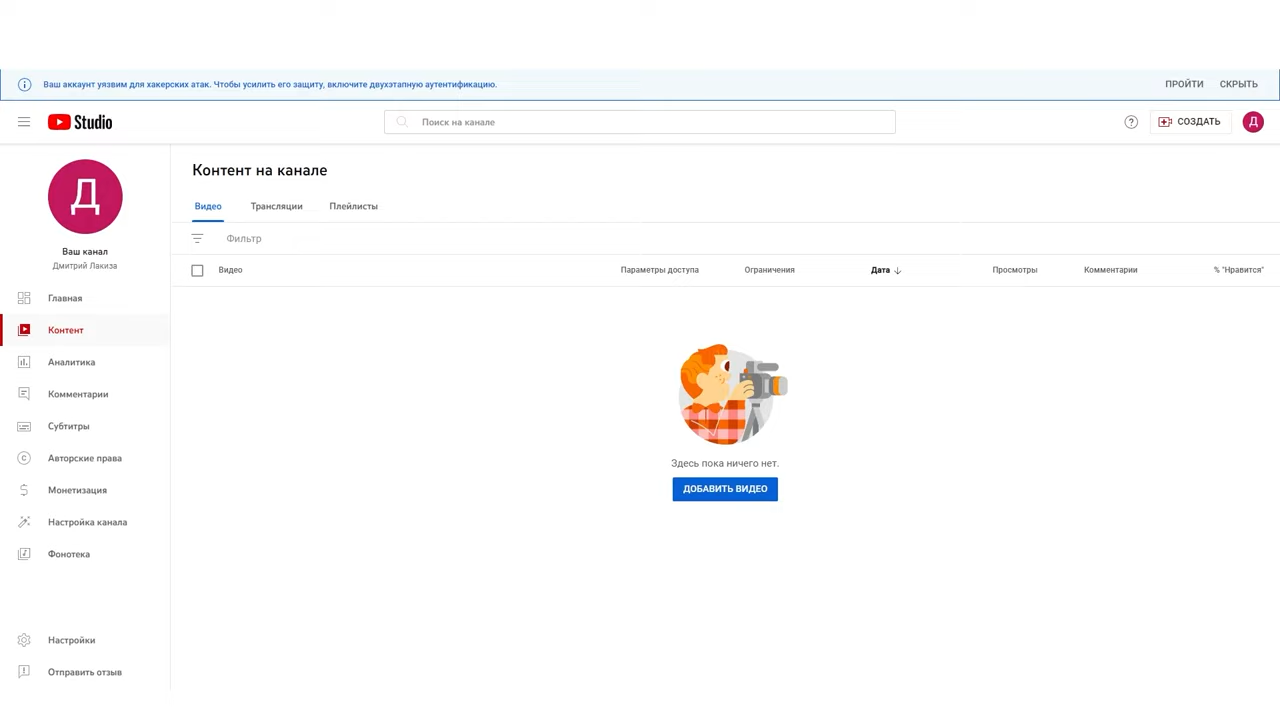 Ваш аккаунт уязвим для хакерских атак. Чтобы усилить его защиту, включите двухэтапную аутентификацию.
ПРОЙТИ
СКРЫТЬ
Studio
Поиск на канале
СОЗДАТЬ
Д
Д
Ваш канал
Дмитрий Лакиза
Главная
Контент
Аналитика
Комментарии
Субтитры
Авторские права
Монетизация
Настройка канала
Фонотека
Настройки
Отправить отзыв
Контент на канале
Видео Трансляции Плейлисты
Фильтр
Видео Параметры доступа Ограничения Дата Просмотры Комментарии % "Нравится"
Здесь пока ничего нет.
ДОБАВИТЬ ВИДЕО